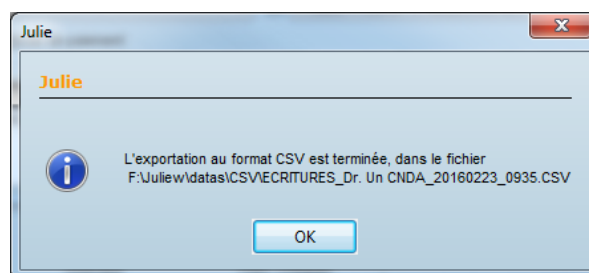 Julie
Julie
L'exportation au format CSV est terminée, dans le fichier
F:\Juliew\datas\CSV\ECRITURES_Dr. Un CNDA_20160223_0935.CSV
OK